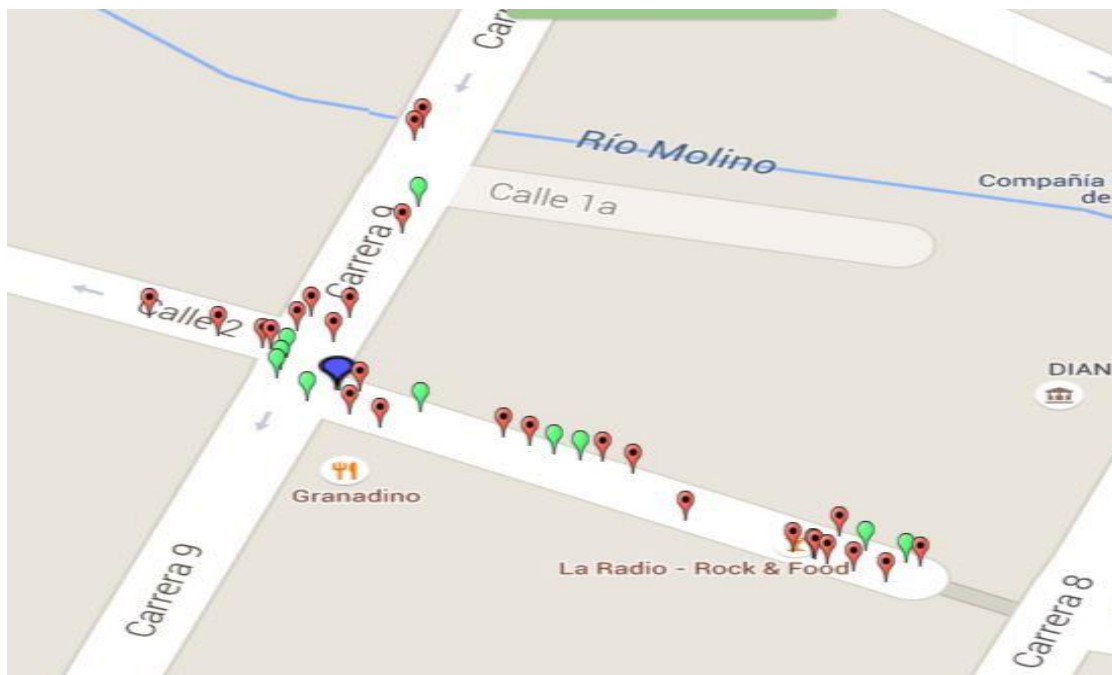 Río Molino
Compañía
de
Calle 1a
Carrera 9
Calle 2
DIAN
Granadino
La Radio - Rock & Food
Carrera 9
Carrera 8